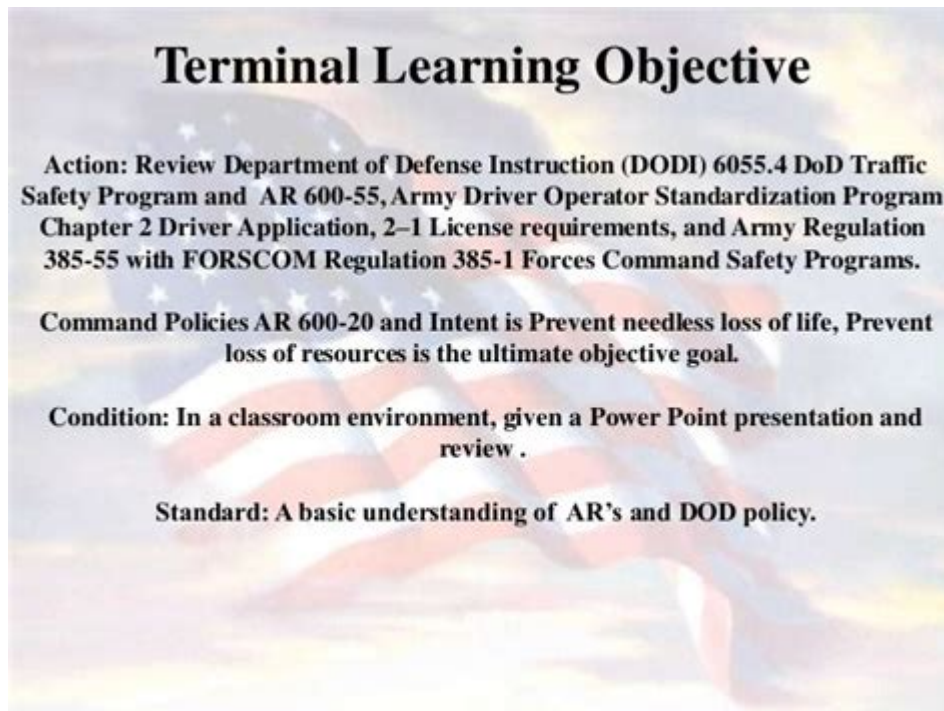 Terminal Learning Objective
Action: Review Department of Defense Instruction (DODI) 6055.4 DoD Traffic
Safety Program and AR 600-55, Army Driver Operator Standardization Program
Chapter 2 Driver Application, 2–1 License requirements, and Army Regulation
385-55 with FORSCOM Regulation 385-1 Forces Command Safety Programs.
Command Policies AR 600-20 and Intent is Prevent needless loss of life, Prevent
loss of resources is the ultimate objective goal.
Condition: In a classroom environment, given a Power Point presentation and
review .
Standard: A basic understanding of AR’s and DOD policy.